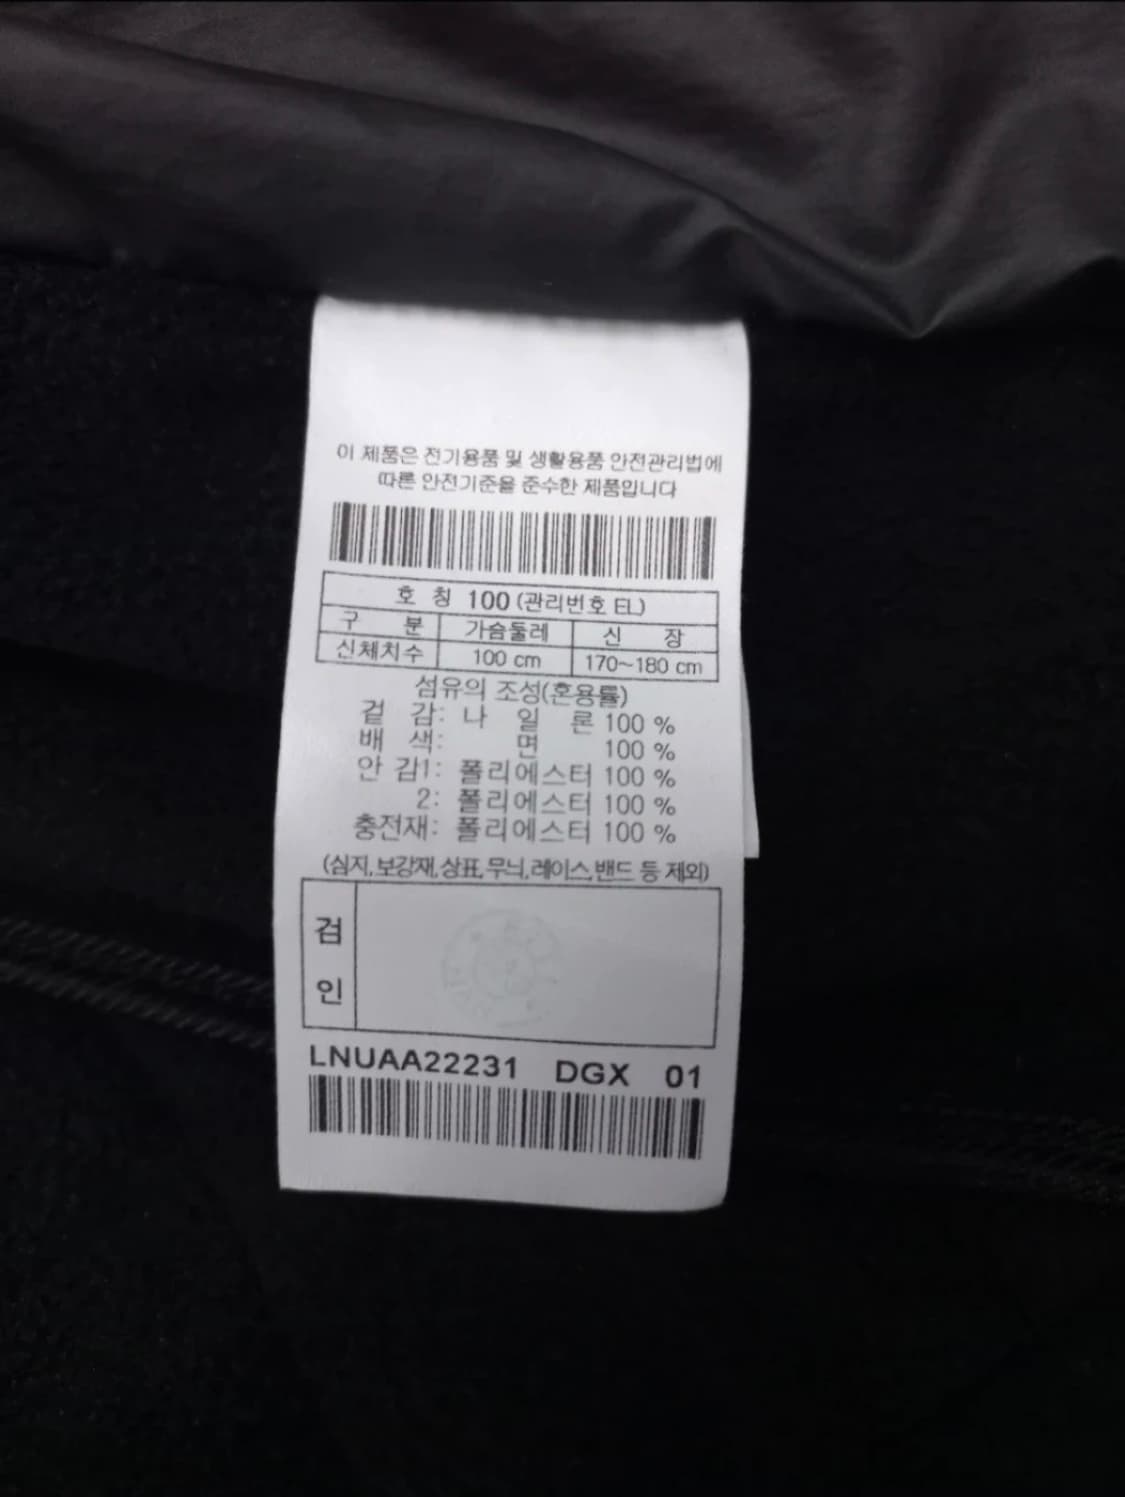 이 제품은 전기용품 및 생활용품 안전관리법에
따른 안전기준을 준수한 제품입니다
호 칭 100 (관리번호 EL)
구 분 가슴둘레 신 장
신체치수 100 cm 170~180 cm
섬유의 조성(혼용률)
겉 감: 나 일 론 100 %
배 색: 면 100 %
안 감1: 폴리에스터 100 %
2: 폴리에스터 100 %
충전재: 폴리에스터 100 %
(심지,보강재,상표,무늬,레이스,밴드 등 제외)
검
인
LNUAA22231 DGX 01